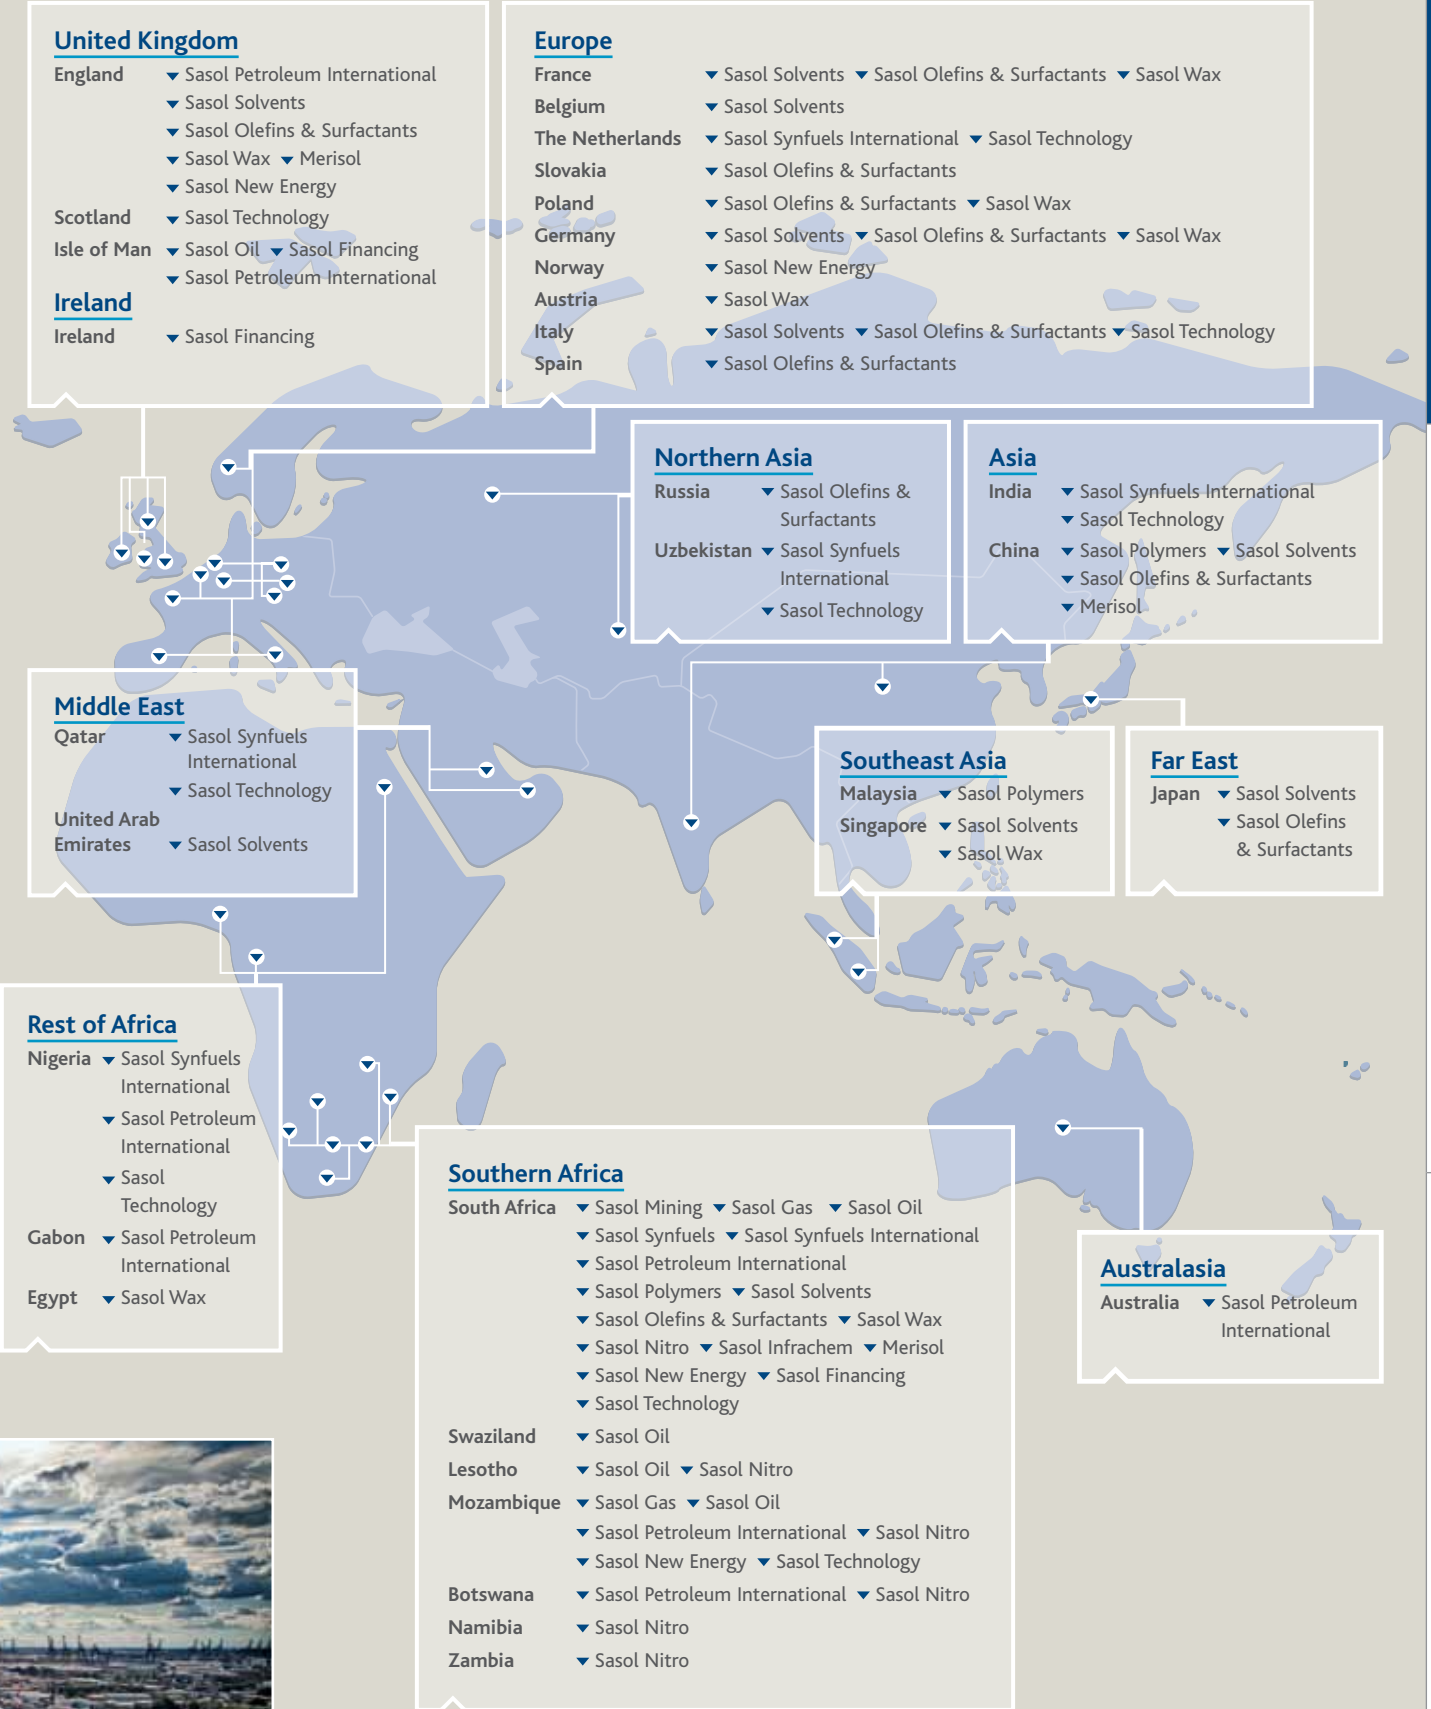 United Kingdom
England ▼ Sasol Petroleum International
▼ Sasol Solvents
▼ Sasol Olefins & Surfactants
▼ Sasol Wax ▼ Merisol
▼ Sasol New Energy
Scotland ▼ Sasol Technology
Isle of Man ▼ Sasol Oil ▼ Sasol Financing
▼ Sasol Petroleum International
Ireland
Ireland ▼ Sasol Financing
Europe
France ▼ Sasol Solvents ▼ Sasol Olefins & Surfactants ▼ Sasol Wax
Belgium ▼ Sasol Solvents
The Netherlands ▼ Sasol Synfuels International ▼ Sasol Technology
Slovakia ▼ Sasol Olefins & Surfactants
Poland ▼ Sasol Olefins & Surfactants ▼ Sasol Wax
Germany ▼ Sasol Solvents ▼ Sasol Olefins & Surfactants ▼ Sasol Wax
Norway ▼ Sasol New Energy
Austria ▼ Sasol Wax
Italy ▼ Sasol Solvents ▼ Sasol Olefins & Surfactants ▼ Sasol Technology
Spain ▼ Sasol Olefins & Surfactants
Northern Asia
Russia ▼ Sasol Olefins &
Surfactants
Uzbekistan ▼ Sasol Synfuels
International
▼ Sasol Technology
Asia
India ▼ Sasol Synfuels International
▼ Sasol Technology
China ▼ Sasol Polymers ▼ Sasol Solvents
▼ Sasol Olefins & Surfactants
▼ Merisol
Middle East
Qatar ▼ Sasol Synfuels
International
▼ Sasol Technology
United Arab
Emirates ▼ Sasol Solvents
Southeast Asia
Malaysia ▼ Sasol Polymers
Singapore ▼ Sasol Solvents
▼ Sasol Wax
Far East
Japan ▼ Sasol Solvents
▼ Sasol Olefins
& Surfactants
Rest of Africa
Nigeria ▼ Sasol Synfuels
International
▼ Sasol Petroleum
International
▼ Sasol
Technology
Gabon ▼ Sasol Petroleum
International
Egypt ▼ Sasol Wax
Southern Africa
South Africa ▼ Sasol Mining ▼ Sasol Gas ▼ Sasol Oil
▼ Sasol Synfuels ▼ Sasol Synfuels International
▼ Sasol Petroleum International
▼ Sasol Polymers ▼ Sasol Solvents
▼ Sasol Olefins & Surfactants ▼ Sasol Wax
▼ Sasol Nitro ▼ Sasol Infrachem ▼ Merisol
▼ Sasol New Energy ▼ Sasol Financing
▼ Sasol Technology
Swaziland ▼ Sasol Oil
Lesotho ▼ Sasol Oil ▼ Sasol Nitro
Mozambique ▼ Sasol Gas ▼ Sasol Oil
▼ Sasol Petroleum International ▼ Sasol Nitro
▼ Sasol New Energy ▼ Sasol Technology
Botswana ▼ Sasol Petroleum International ▼ Sasol Nitro
Namibia ▼ Sasol Nitro
Zambia ▼ Sasol Nitro
Australasia
Australia ▼ Sasol Petroleum
International